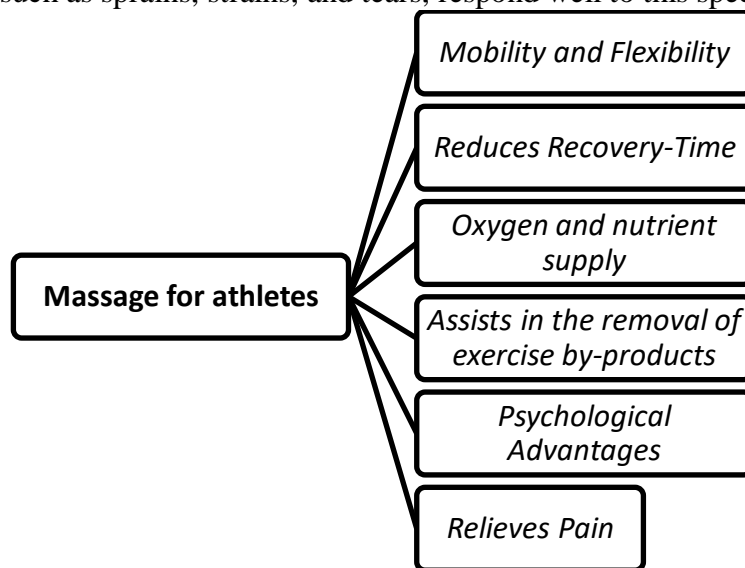 such as sprains, strains, and tears, respond well to this
Mobility and Flexibility
Reduces Recovery-Time
Oxygen and nutrient
supply
Massage for athletes
Assists in the removal of
exercise by-products
Psychological
Advantages
Relieves Pain